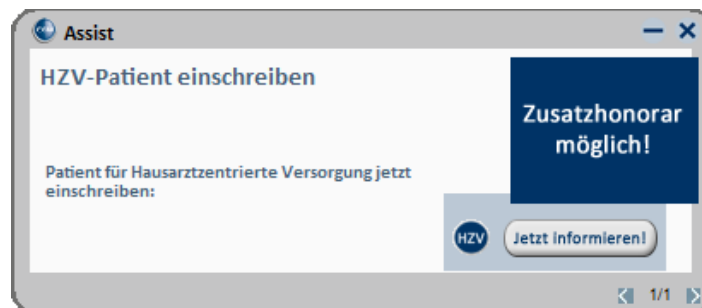 Assist
HZV-Patient einschreiben
Zusatzhonorar
möglich!
Patient für Hausarztzentrierte Versorgung jetzt
einschreiben:
HZV
Jetzt informieren!
1/1